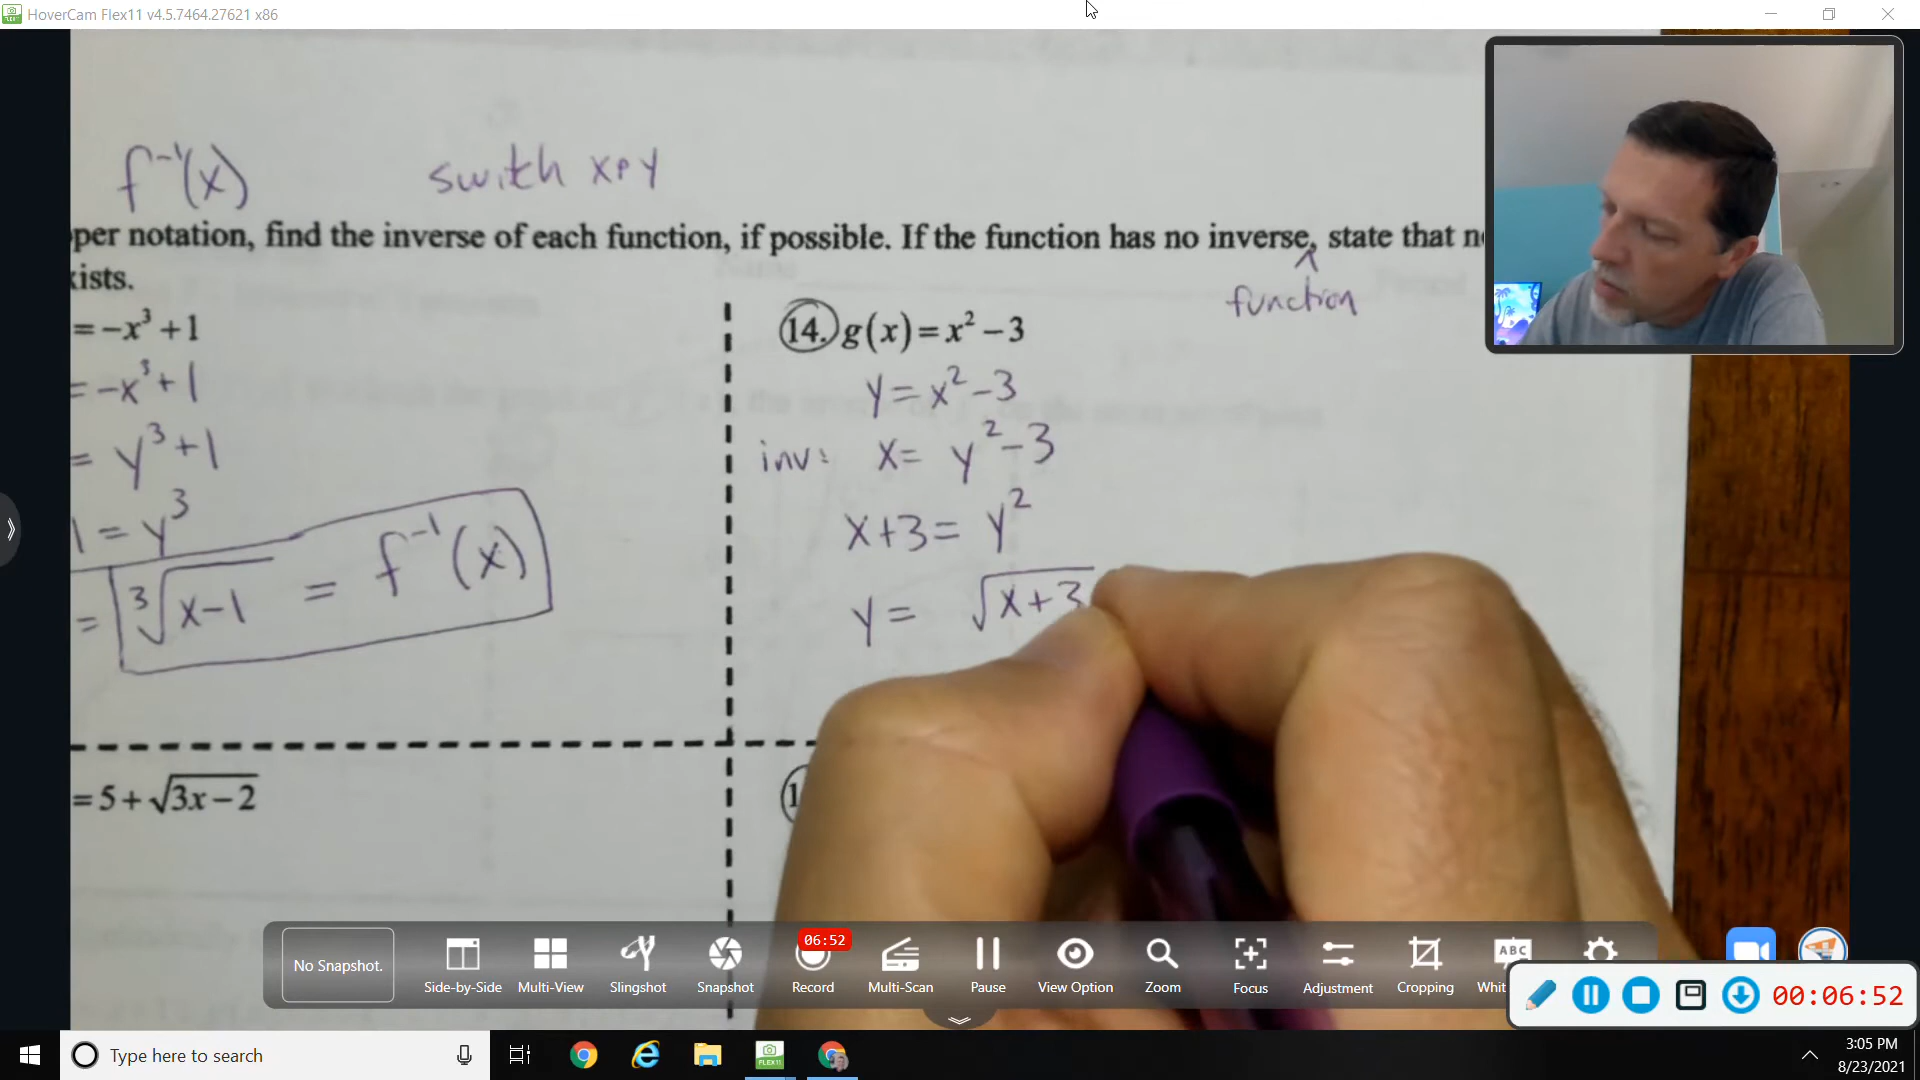 HoverCam Flex11 v4.5.7464.27621 x86
f⁻¹(x) switch x & y
per notation, find the inverse of each function, if possible. If the function has no inverse, state that
function
xists.
= −x³ + 1
= −x³ + 1
= y³ + 1
1 = y³
= ∛(x−1) = f⁻¹(x)
14. g(x) = x² − 3
y = x² − 3
inv: x = y² − 3
x + 3 = y²
y = √(x + 3)
= 5 + √(3x − 2)
No Snapshot.
Side-by-Side
Multi-View
Slingshot
Snapshot
06:52
Record
Multi-Scan
Pause
View Option
Zoom
Focus
Adjustment
Cropping
ABC
Whit
00:06:52
Type here to search
FLEX11
3:05 PM
8/23/2021